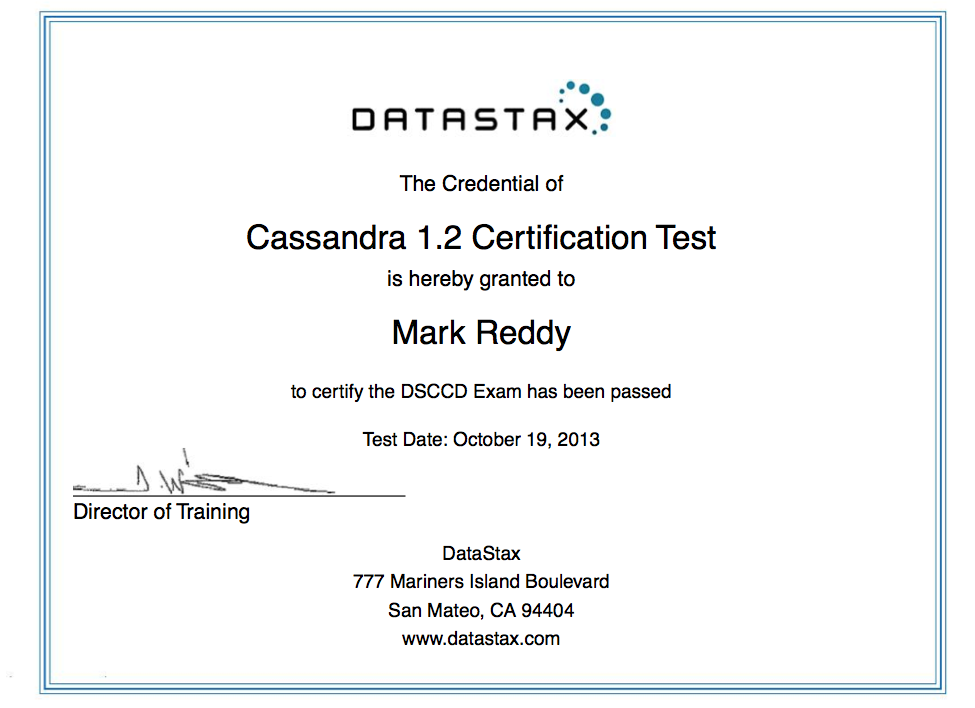 DATASTAX
The Credential of
Cassandra 1.2 Certification Test
is hereby granted to
Mark Reddy
to certify the DSCCD Exam has been passed
Test Date: October 19, 2013
Director of Training
DataStax
777 Mariners Island Boulevard
San Mateo, CA 94404
www.datastax.com